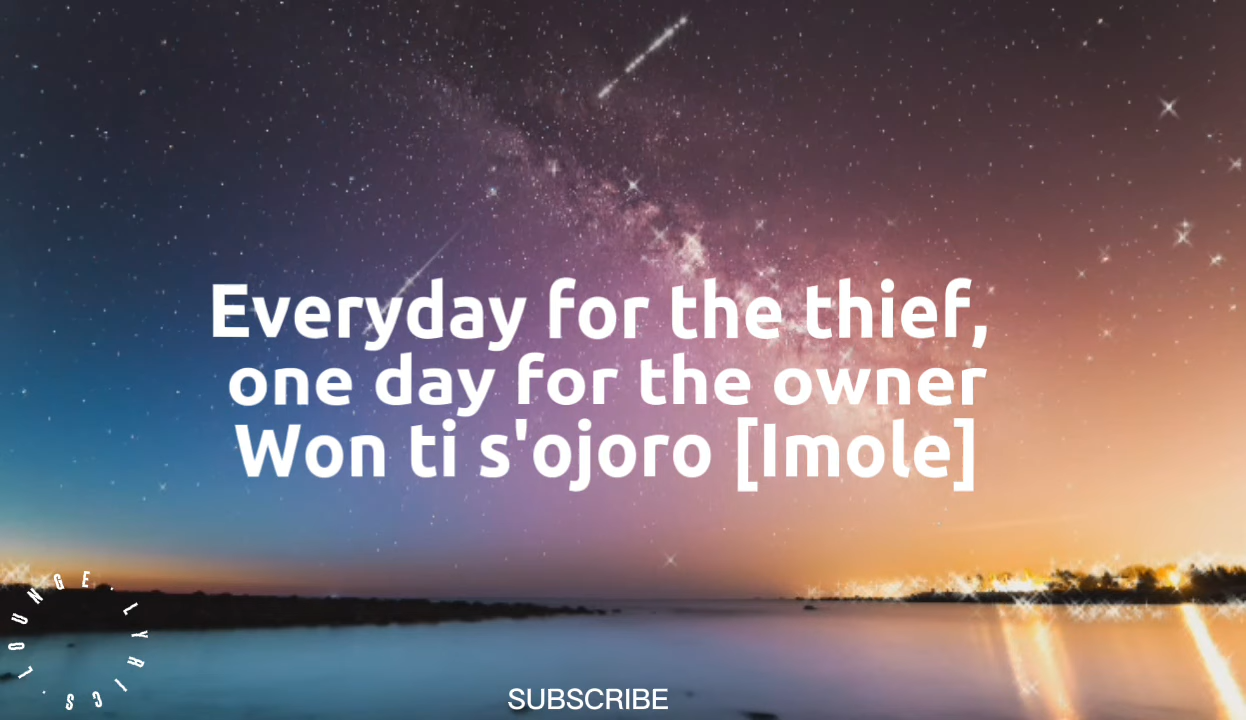 Everyday for the thief,
one day for the owner
Won ti s'ojoro [Imole]
LYRICS.LOUNGE.
SUBSCRIBE